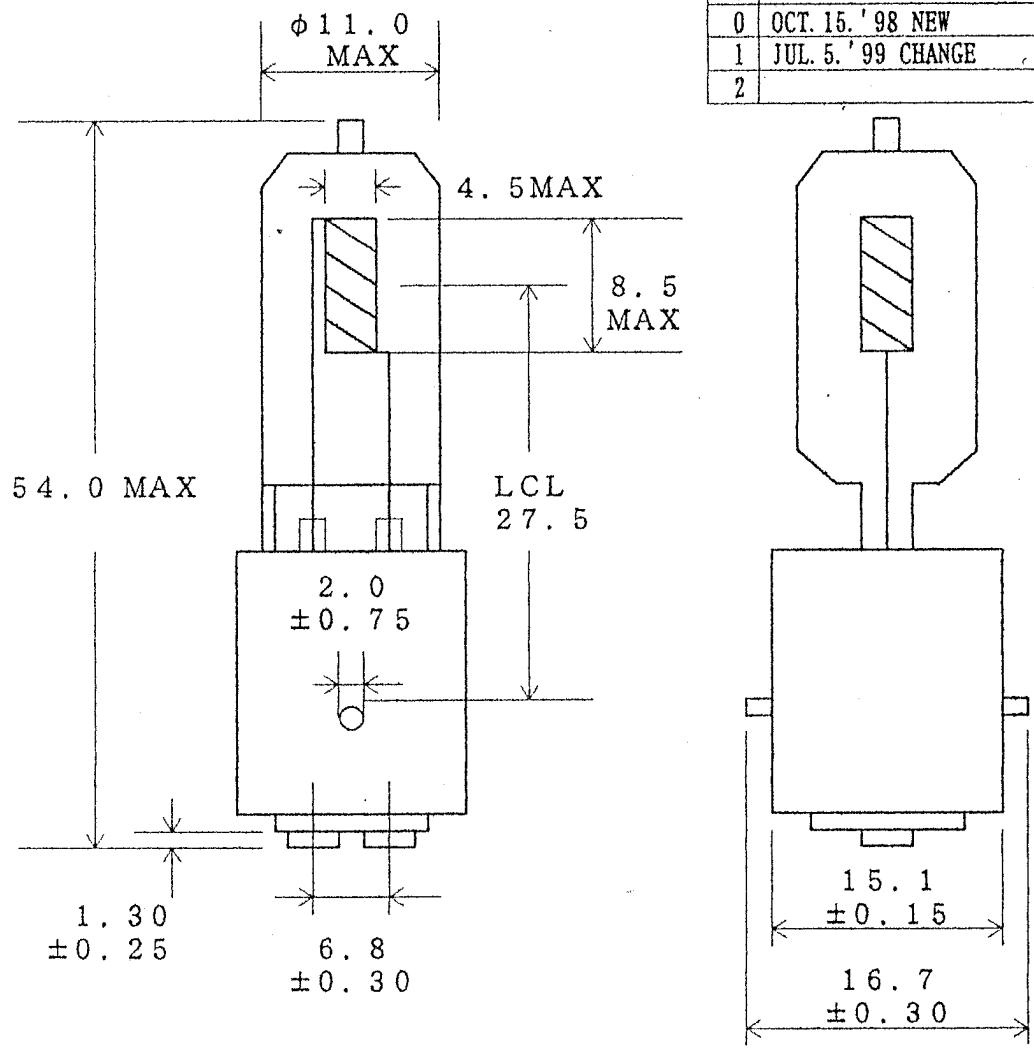 φ11.0
MAX
0 OCT. 15. '98 NEW
1 JUL. 5. '99 CHANGE
2
4.5MAX
8.5
MAX
54.0 MAX
LCL
27.5
2.0
±0.75
1.30
±0.25
6.8
±0.30
15.1
±0.15
16.7
±0.30